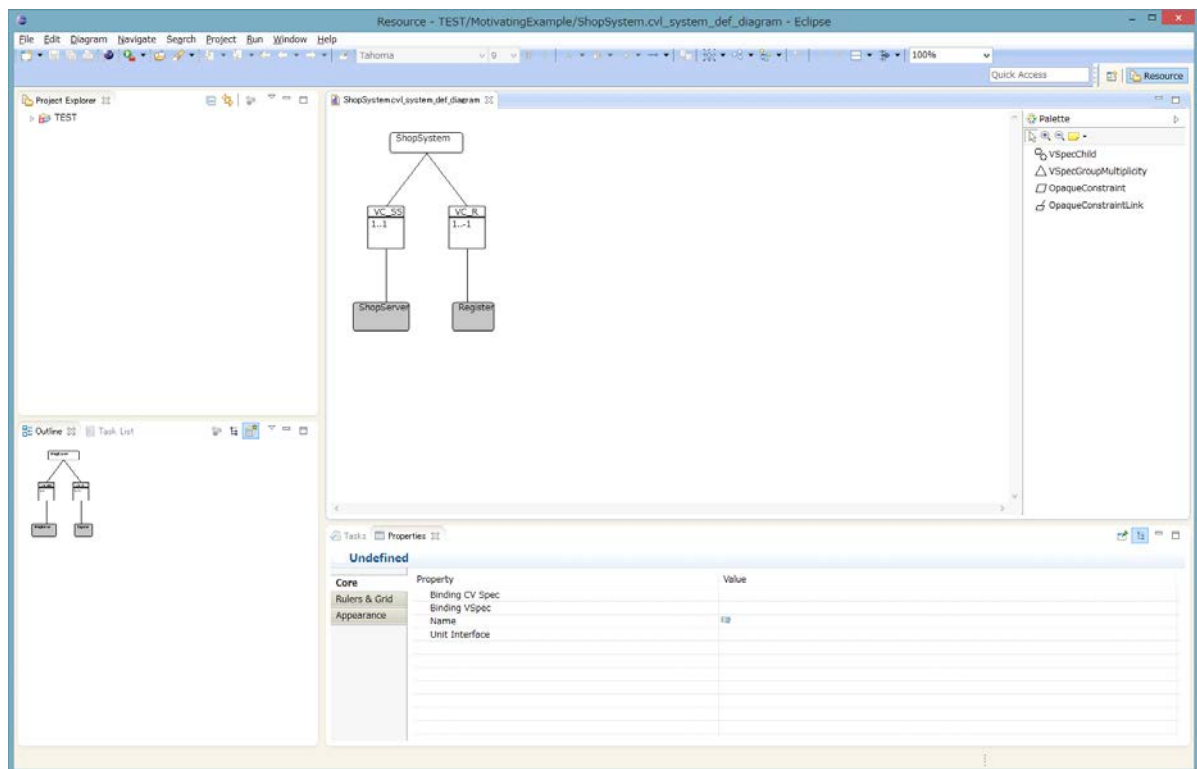 Resource - TEST/MotivatingExample/ShopSystem.cvl_system_def_diagram - Eclipse
File Edit Diagram Navigate Search Project Run Window Help
Tahoma 9 100%
Quick Access Resource
Project Explorer
TEST
ShopSystem.cvl_system_def_diagram
ShopSystem
VC_SS
1..1
VC_R
1..-1
ShopServer
Register
Palette
VSpecChild
VSpecGroupMultiplicity
OpaqueConstraint
OpaqueConstraintLink
Outline Task List
Tasks Properties
Undefined
Core
Rulers & Grid
Appearance
Property Value
Binding CV Spec
Binding VSpec
Name
Unit Interface